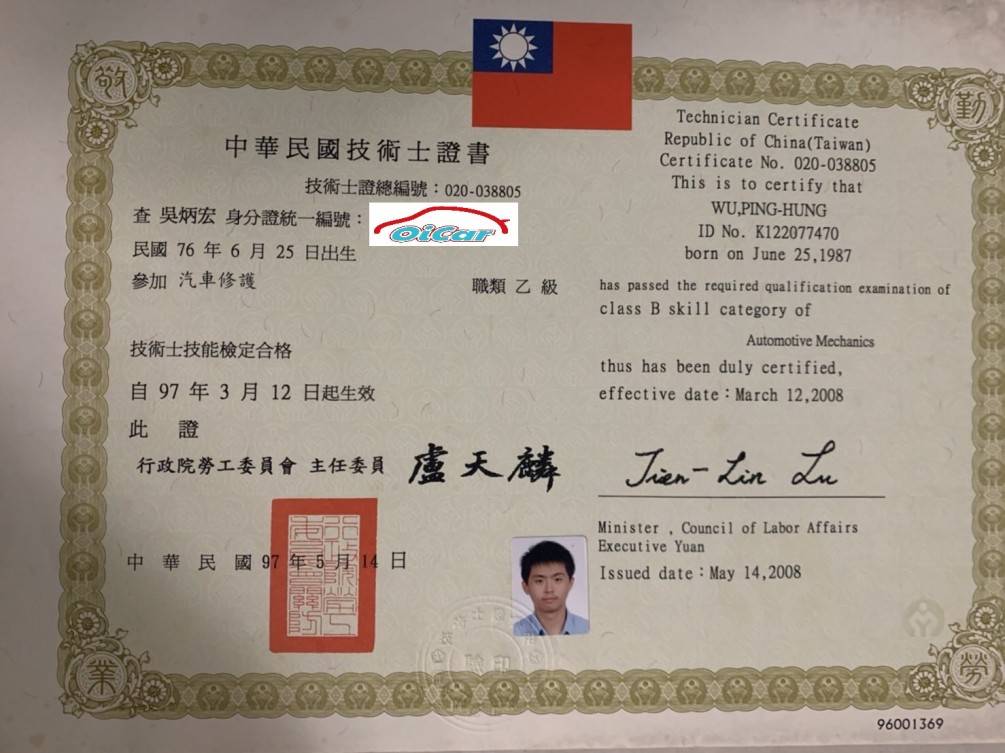 敬
勤
中華民國技術士證書
技術士證總編號：020-038805
查 吳炳宏 身分證統一編號：
OiCar
民國 76 年 6 月 25 日出生
參加 汽車修護 職類 乙 級
技術士技能檢定合格
自 97 年 3 月 12 日起生效
此 證
行政院勞工委員會 主任委員 盧天麟
中 華 民 國 97 年 5 月 14 日
Technician Certificate
Republic of China(Taiwan)
Certificate No. 020-038805
This is to certify that
WU,PING-HUNG
ID No. K122077470
born on June 25,1987
has passed the required qualification examination of
class B skill category of
Automotive Mechanics
thus has been duly certified,
effective date：March 12,2008
Tien-Lin Lu
Minister , Council of Labor Affairs
Executive Yuan
Issued date：May 14,2008
業
勞
96001369